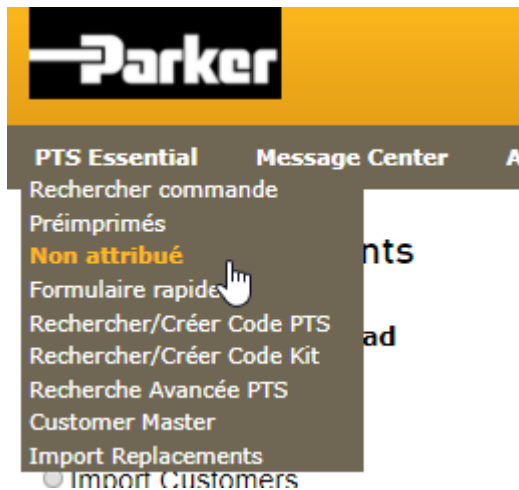 Parker
PTS Essential Message Center
Rechercher commande
Préimprimés
Non attribué
nts
Formulaire rapide
Rechercher/Créer Code PTS
ad
Rechercher/Créer Code Kit
Recherche Avancée PTS
Customer Master
Import Replacements
Import Customers